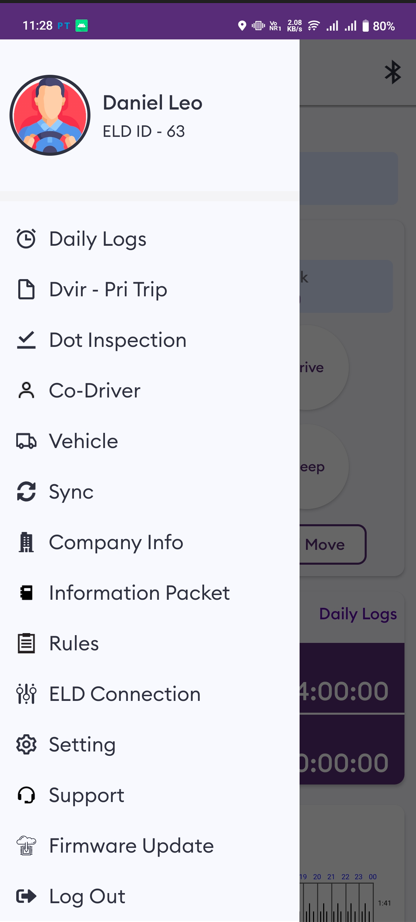 11:28 PT Vo NR1 2.08 KB/s 80%
Daniel Leo
ELD ID - 63
Daily Logs
Dvir - Pri Trip
k
Dot Inspection
rive
Co-Driver
Vehicle
eep
Sync
Company Info
Move
Information Packet
Daily Logs
Rules
ELD Connection
4:00:00
Setting
0:00:00
Support
Firmware Update
19 20 21 22 23 00
Log Out
1:41